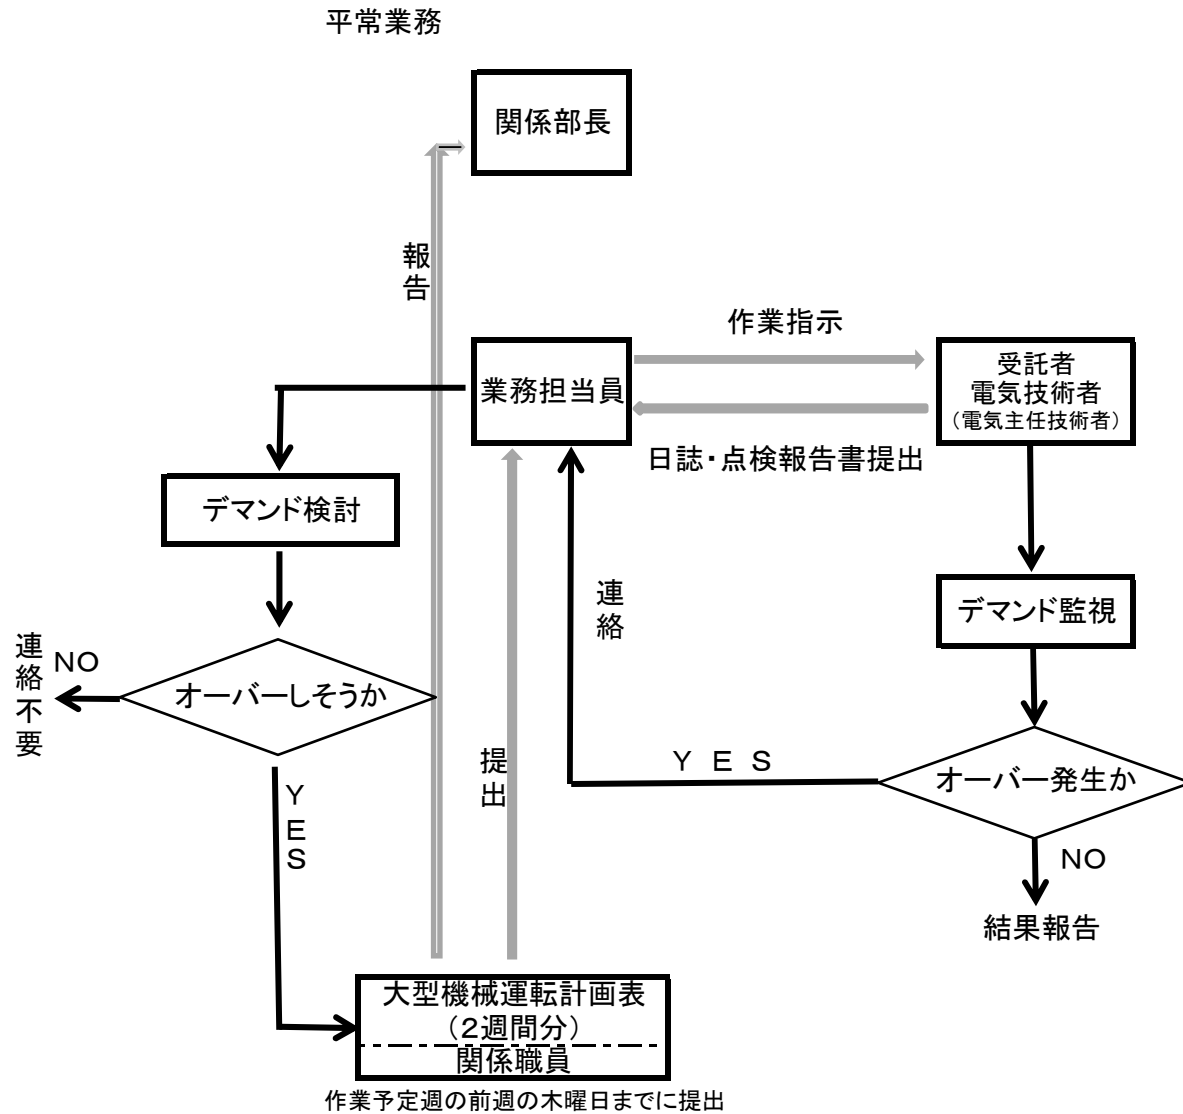 平常業務
関係部長
報告
作業指示
業務担当員
受託者
電気技術者
（電気主任技術者）
日誌・点検報告書提出
デマンド検討
連絡
デマンド監視
連絡不要
NO
オーバーしそうか
提出
ＹＥＳ
オーバー発生か
ＹＥＳ
NO
結果報告
大型機械運転計画表
（２週間分）
関係職員
作業予定週の前週の木曜日までに提出